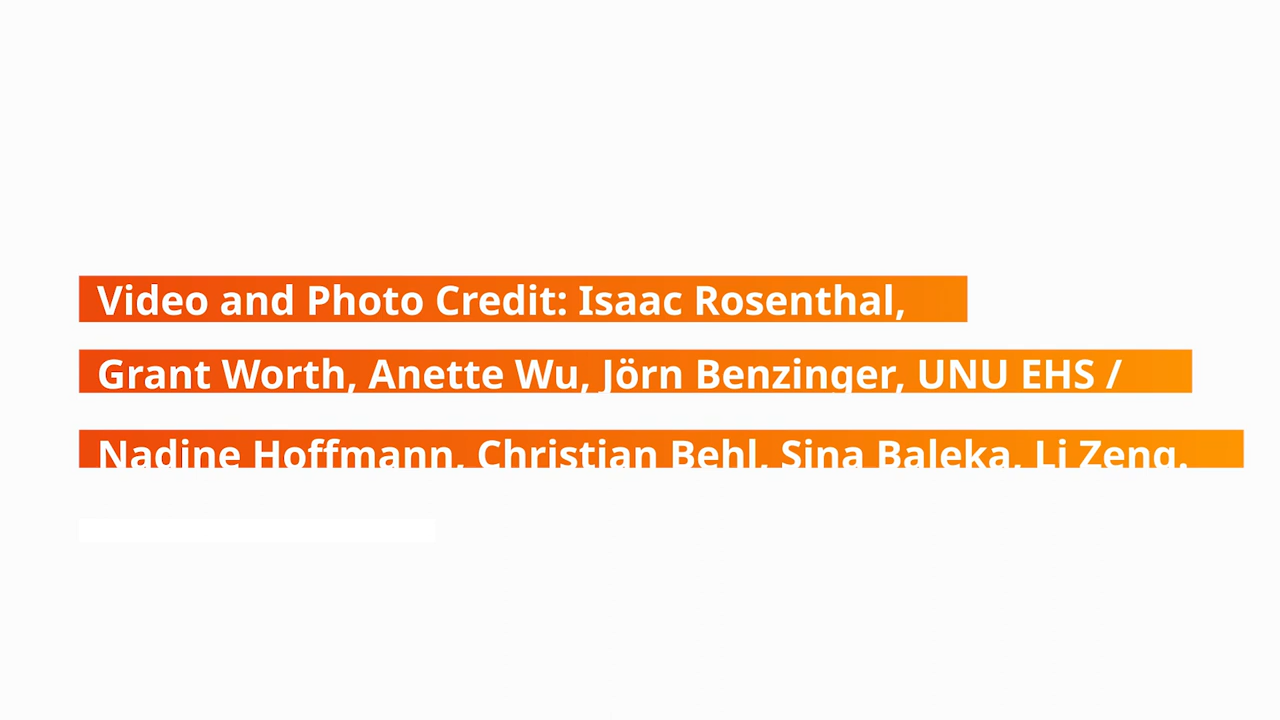 Video and Photo Credit: Isaac Rosenthal,
Grant Worth, Anette Wu, Jörn Benzinger, UNU EHS /
Nadine Hoffmann, Christian Behl, Sina Baleka, Li Zeng,